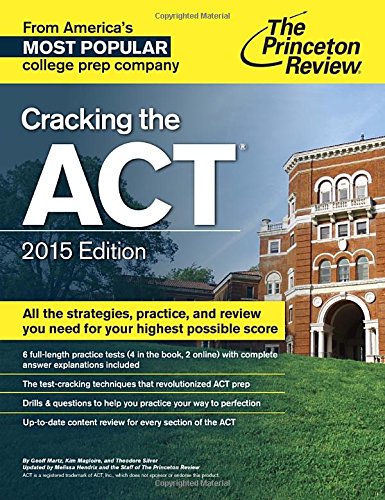 Copyrighted Material
From America's
MOST POPULAR
college prep company
The
Princeton
Review
Cracking the
ACT®
2015 Edition
All the strategies, practice, and review
you need for your highest possible score
6 full-length practice tests (4 in the book, 2 online) with complete
answer explanations included
The test-cracking techniques that revolutionized ACT prep
Drills & questions to help you practice your way to perfection
Up-to-date content review for every section of the ACT
By Geoff Martz, Kim Magloire, and Theodore Silver
Updated by Melissa Hendrix and the Staff of The Princeton Review
ACT is a registered trademark of ACT, Inc., which does not sponsor or endorse this product.
Copyrighted Material